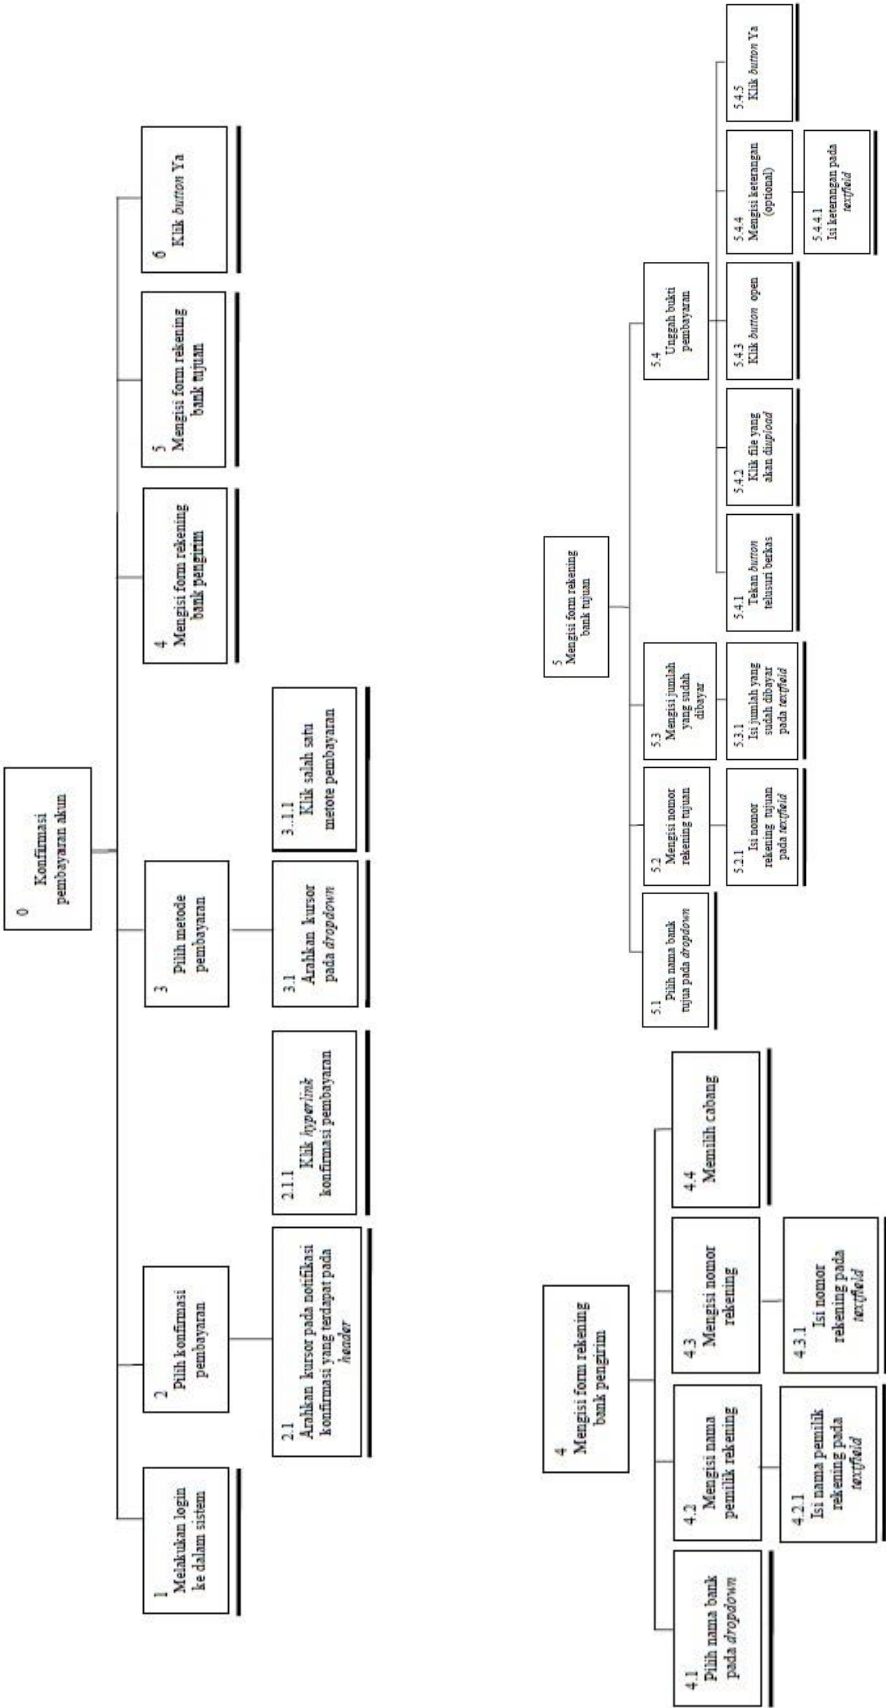 0
Konfirmasi
pembayaran akun
1
Melakukan login
ke dalam sistem
2
Pilih konfirmasi
pembayaran
3
Pilih metode
pembayaran
4
Mengisi form rekening
bank pengirim
5
Mengisi form rekening
bank tujuan
6
Klik button Ya
2.1
Arahkan kursor pada notifikasi
konfirmasi yang terdapat pada
header
2.1.1
Klik hyperlink
konfirmasi pembayaran
3.1
Arahkan kursor
pada dropdown
3..1.1
Klik salah satu
metote pembayaran
4
Mengisi form rekening
bank pengirim
4.1
Pilih nama bank
pada dropdown
4.2
Mengisi nama
pemilik rekening
4.3
Mengisi nomor
rekening
4.4
Memilih cabang
4.2.1
Isi nama pemilik
rekening pada
textfield
4.3.1
Isi nomor
rekening pada
textfield
5
Mengisi form rekening
bank tujuan
5.1
Pilih nama bank
tujua pada dropdown
5.2
Mengisi nomor
rekening tujuan
5.3
Mengisi jumlah
yang sudah
dibayar
5.4
Unggah bukti
pembayaran
5.2.1
Isi nomor
rekening tujuan
pada textfield
5.3.1
Isi jumlah yang
sudah dibayar
pada textfield
5.4.1
Tekan button
telusuri berkas
5.4.2
Klik file yang
akan diupload
5.4.3
Klik button open
5.4.4
Mengisi keterangan
(optional)
5.4.5
Klik button Ya
5.4.4.1
Isi keterangan pada
textfield